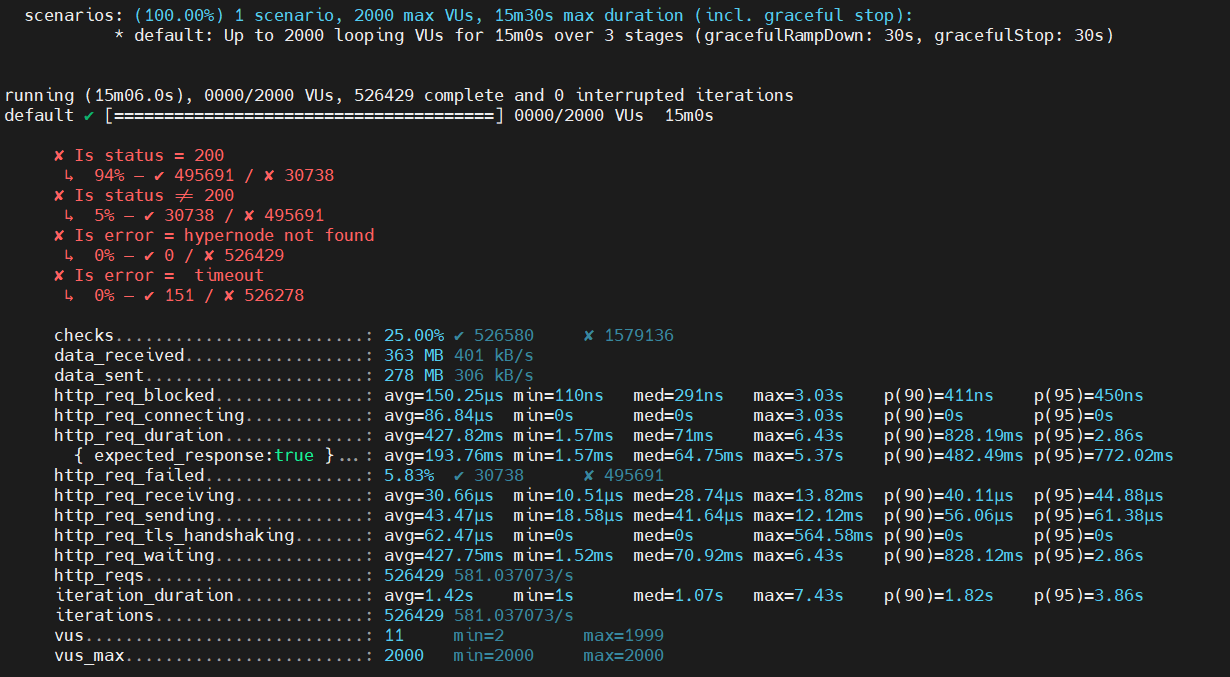 scenarios: (100.00%) 1 scenario, 2000 max VUs, 15m30s max duration (incl. graceful stop):
* default: Up to 2000 looping VUs for 15m0s over 3 stages (gracefulRampDown: 30s, gracefulStop: 30s)
running (15m06.0s), 0000/2000 VUs, 526429 complete and 0 interrupted iterations
default ✔ [======================================] 0000/2000 VUs  15m0s
✘ Is status = 200
↳  94% — ✔ 495691 / ✘ 30738
✘ Is status ≠ 200
↳  5% — ✔ 30738 / ✘ 495691
✘ Is error = hypernode not found
↳  0% — ✔ 0 / ✘ 526429
✘ Is error =  timeout
↳  0% — ✔ 151 / ✘ 526278
checks.........................: 25.00% ✔ 526580     ✘ 1579136
data_received..................: 363 MB 401 kB/s
data_sent......................: 278 MB 306 kB/s
http_req_blocked...............: avg=150.25µs min=110ns   med=291ns   max=3.03s    p(90)=411ns    p(95)=450ns
http_req_connecting............: avg=86.84µs  min=0s      med=0s      max=3.03s    p(90)=0s       p(95)=0s
http_req_duration..............: avg=427.82ms min=1.57ms  med=71ms    max=6.43s    p(90)=828.19ms p(95)=2.86s
{ expected_response:true }...: avg=193.76ms min=1.57ms  med=64.75ms max=5.37s    p(90)=482.49ms p(95)=772.02ms
http_req_failed................: 5.83%  ✔ 30738      ✘ 495691
http_req_receiving.............: avg=30.66µs  min=10.51µs med=28.74µs max=13.82ms  p(90)=40.11µs  p(95)=44.88µs
http_req_sending...............: avg=43.47µs  min=18.58µs med=41.64µs max=12.12ms  p(90)=56.06µs  p(95)=61.38µs
http_req_tls_handshaking.......: avg=62.47µs  min=0s      med=0s      max=564.58ms p(90)=0s       p(95)=0s
http_req_waiting...............: avg=427.75ms min=1.52ms  med=70.92ms max=6.43s    p(90)=828.12ms p(95)=2.86s
http_reqs......................: 526429 581.037073/s
iteration_duration.............: avg=1.42s    min=1s      med=1.07s   max=7.43s    p(90)=1.82s    p(95)=3.86s
iterations.....................: 526429 581.037073/s
vus............................: 11     min=2        max=1999
vus_max........................: 2000   min=2000     max=2000